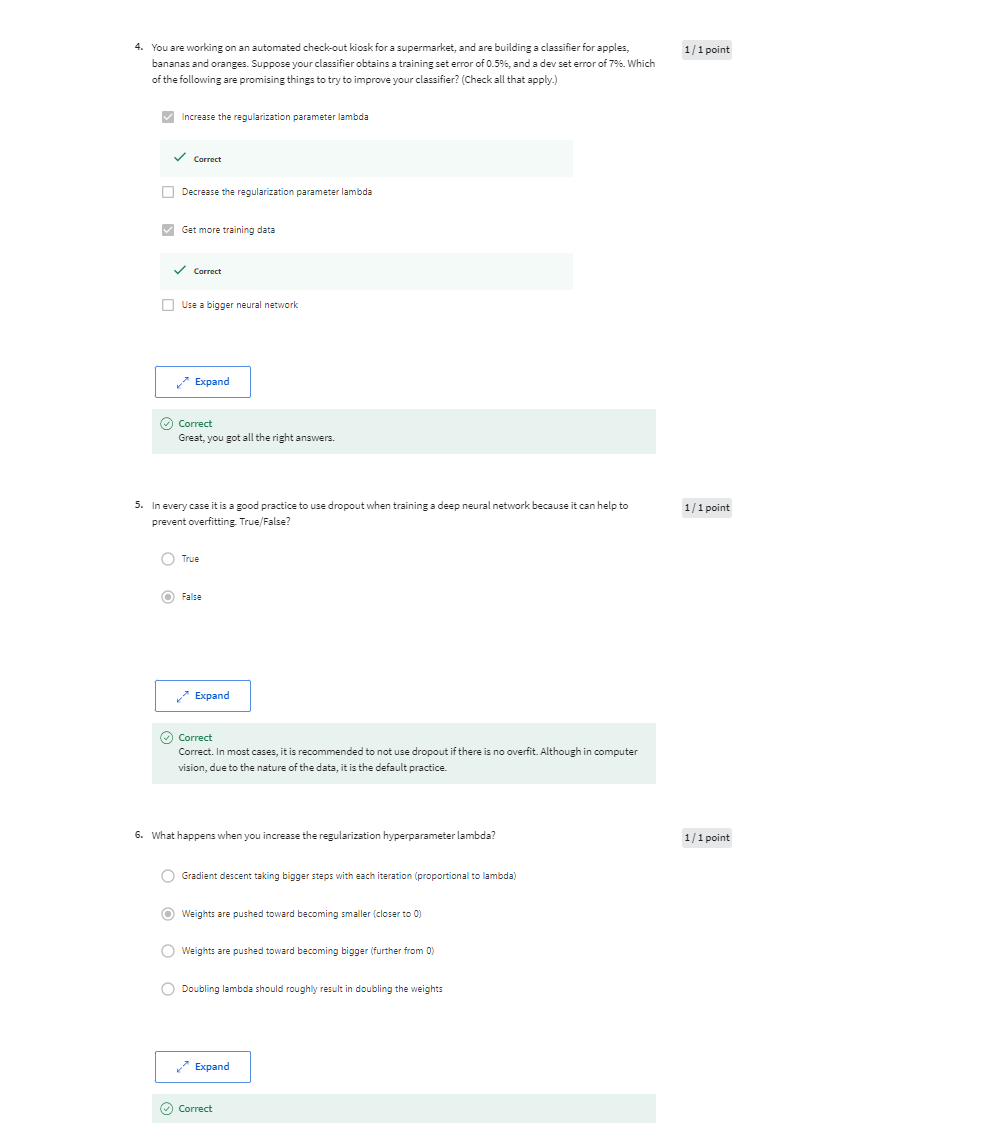 4. You are working on an automated check-out kiosk for a supermarket, and are building a classifier for apples,
1 / 1 point
bananas and oranges. Suppose your classifier obtains a training set error of 0.5%, and a dev set error of 7%. Which
of the following are promising things to try to improve your classifier? (Check all that apply.)
Increase the regularization parameter lambda
Correct
Decrease the regularization parameter lambda
Get more training data
Correct
Use a bigger neural network
Expand
Correct
Great, you got all the right answers.
5. In every case it is a good practice to use dropout when training a deep neural network because it can help to
1 / 1 point
prevent overfitting. True/False?
True
False
Expand
Correct
Correct. In most cases, it is recommended to not use dropout if there is no overfit. Although in computer
vision, due to the nature of the data, it is the default practice.
6. What happens when you increase the regularization hyperparameter lambda?
1 / 1 point
Gradient descent taking bigger steps with each iteration (proportional to lambda)
Weights are pushed toward becoming smaller (closer to 0)
Weights are pushed toward becoming bigger (further from 0)
Doubling lambda should roughly result in doubling the weights
Expand
Correct